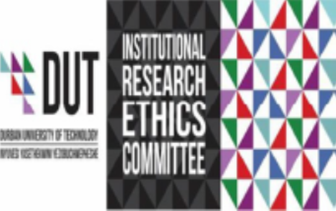 DUT
DURBAN UNIVERSITY OF TECHNOLOGY
INSTITUTIONAL
RESEARCH
ETHICS
COMMITTEE